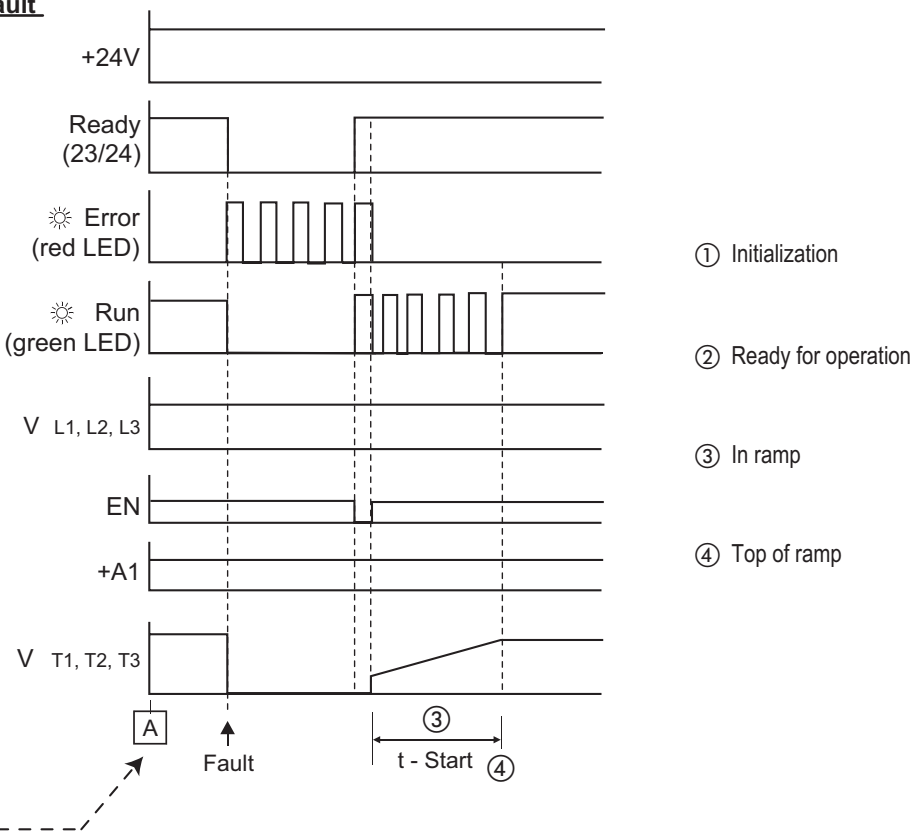 +24V
Ready
(23/24)
Error
(red LED)
Run
(green LED)
V L1, L2, L3
EN
+A1
V T1, T2, T3
A
Fault
③
t - Start ④
① Initialization
② Ready for operation
③ In ramp
④ Top of ramp